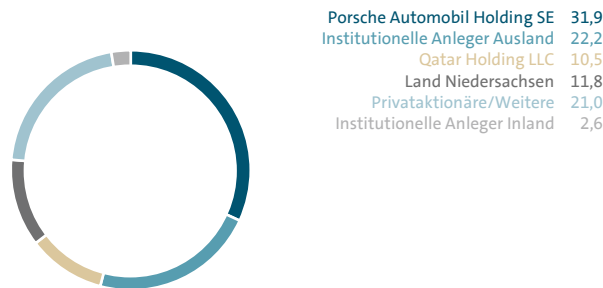 Porsche Automobil Holding SE 31,9
Institutionelle Anleger Ausland 22,2
Qatar Holding LLC 10,5
Land Niedersachsen 11,8
Privataktionäre/Weitere 21,0
Institutionelle Anleger Inland 2,6